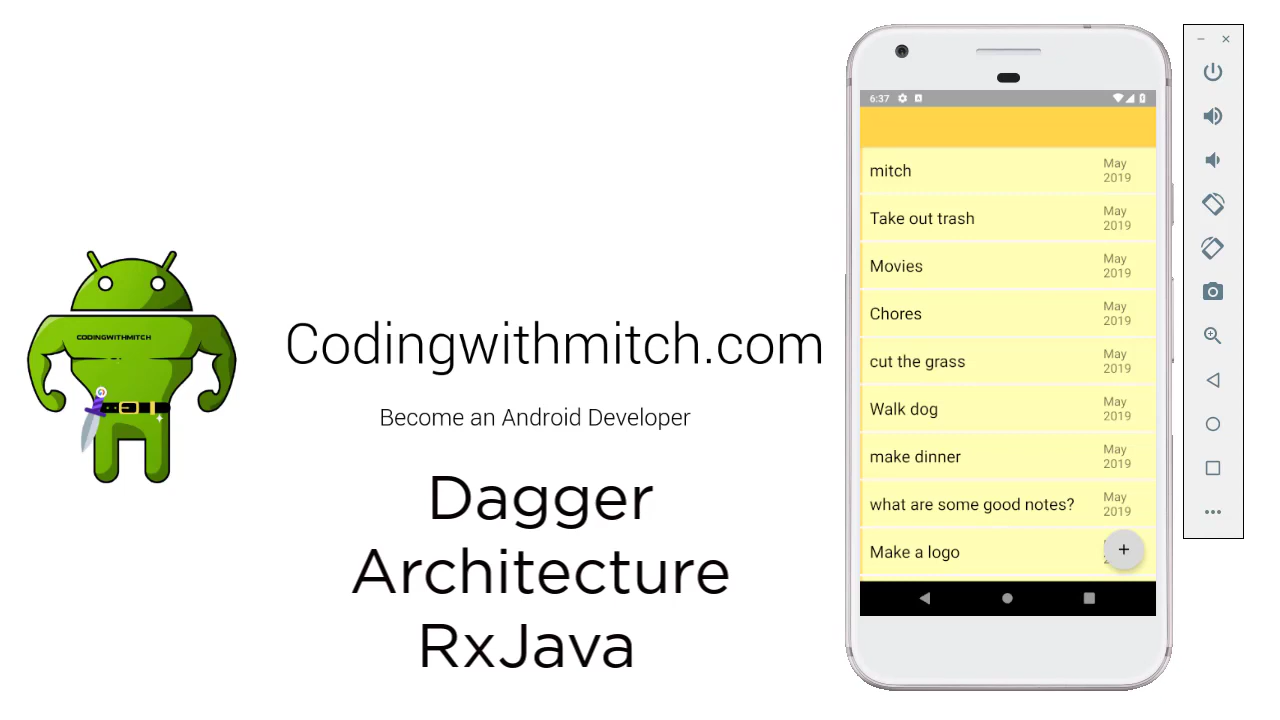 CODINGWITHMITCH
Codingwithmitch.com
Become an Android Developer
Dagger
Architecture
RxJava
6:37
mitch
May
2019
Take out trash
May
2019
Movies
May
2019
Chores
May
2019
cut the grass
May
2019
Walk dog
May
2019
make dinner
May
2019
what are some good notes?
May
2019
Make a logo